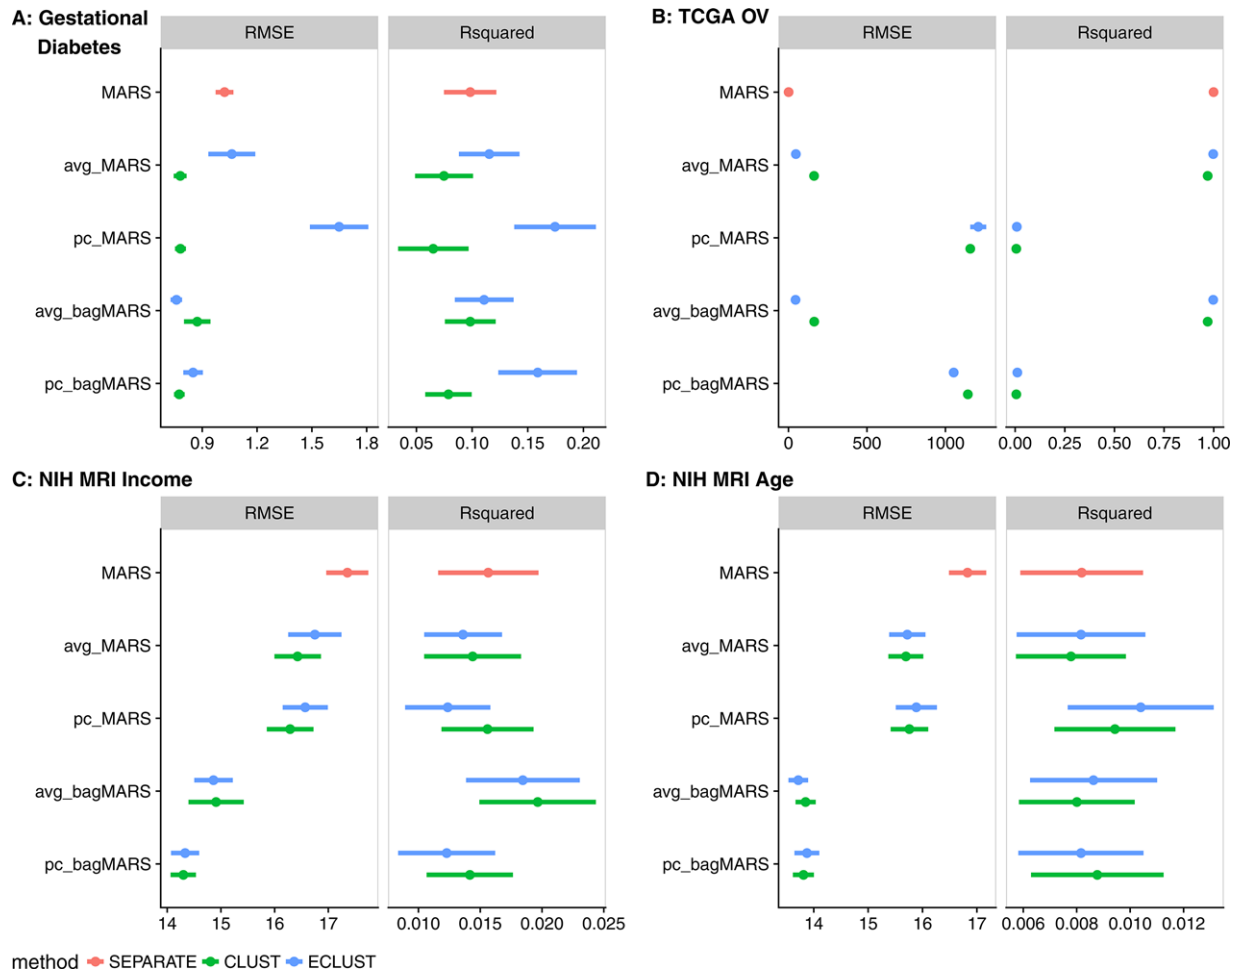 A: Gestational
Diabetes
RMSE
Rsquared
MARS
avg_MARS
pc_MARS
avg_bagMARS
pc_bagMARS
0.9 1.2 1.5 1.8
0.05 0.10 0.15 0.20
B: TCGA OV
RMSE
Rsquared
MARS
avg_MARS
pc_MARS
avg_bagMARS
pc_bagMARS
0 500 1000
0.00 0.25 0.50 0.75 1.00
C: NIH MRI Income
RMSE
Rsquared
MARS
avg_MARS
pc_MARS
avg_bagMARS
pc_bagMARS
14 15 16 17
0.010 0.015 0.020 0.025
D: NIH MRI Age
RMSE
Rsquared
MARS
avg_MARS
pc_MARS
avg_bagMARS
pc_bagMARS
14 15 16 17
0.006 0.008 0.010 0.012
method SEPARATE CLUST ECLUST